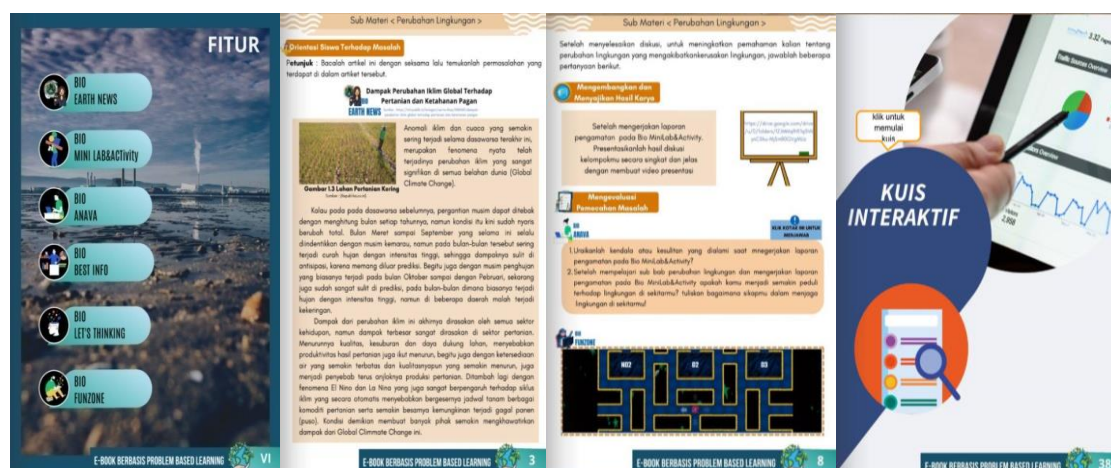 FITUR
BIO
EARTH NEWS
BIO
MINI LAB&ACTivity
BIO
ANAVA
BIO
BEST INFO
BIO
LET'S THINKING
BIO
FUNZONE
E-BOOK BERBASIS PROBLEM BASED LEARNING
VI
Sub Materi < Perubahan Lingkungan >
Orientasi Siswa Terhadap Masalah
Petunjuk : Bacalah artikel ini dengan seksama lalu temukanlah permasalahan yang
terdapat di dalam artikel tersebut.
Dampak Perubahan Iklim Global Terhadap
Pertanian dan Ketahanan Pagan
BIO
EARTH NEWS
Anomali iklim dan cuaca yang semakin
sering terjadi selama dasawarsa terakhir ini,
merupakan fenomena nyata telah
terjadinya perubahan iklim yang sangat
signifikan di semua belahan dunia (Global
Climate Change).
Gambar 1.3 Lahan Pertanian Kering
Kalau pada pada dasawarsa sebelumnya, pergantian musim dapat ditebak
dengan menghitung bulan setiap tahunnya, namun kondisi itu kini sudah nyaris
berubah total. Bulan Meret sampai September yang selama ini selalu
diindentikkan dengan musim kemarau, namun pada bulan-bulan tersebut sering
terjadi curah hujan dengan intensitas tinggi, sehingga dampaknya sulit di
antisipasi, karena memang diluar prediksi. Begitu juga dengan musim penghujan
yang biasanya terjadi pada bulan Oktober sampai dengan Pebruari, sekarang
juga sudah sangat sulit di prediksi, pada bulan-bulan dimana biasanya terjadi
hujan dengan intensitas tinggi, namun di beberapa daerah malah terjadi
kekeringan.
Dampak dari perubahan iklim ini akhirnya dirasakan oleh semua sektor
kehidupan, namun dampak terbesar sangat dirasakan di sektor pertanian.
Menurunnya kualitas, kesuburan dan daya dukung lahan, menyebabkan
produktivitas hasil pertanian juga ikut menurun, begitu juga dengan ketersediaan
air yang semakin terbatas dan kualitasnyapun yang semakin menurun, juga
menjadi penyebab terus anjloknya produksi pertanian. Ditambah lagi dengan
fenomena El Nino dan La Nina yang juga sangat berpengaruh terhadap siklus
iklim yang secara otomatis menyebabkan bergesernya jadwal tanam berbagai
komoditi pertanian serta semakin besarnya kemungkinan terjadi gagal panen
(puso). Kondisi demikian membuat banyak pihak semakin mengkhawatirkan
dampak dari Global Climmate Change ini.
E-BOOK BERBASIS PROBLEM BASED LEARNING
3
Sub Materi < Perubahan Lingkungan >
Setelah menyelesaikan diskusi, untuk meningkatkan pemahaman kalian tentang
perubahan lingkungan yang mengakibatkankerusakan lingkungan, jawablah beberapa
pertanyaan berikut.
Mengembangkan dan
Menyajikan Hasil Karya
Setelah mengerjakan laporan
pengamatan pada Bio MiniLab&Activity.
Presentasikanlah hasil diskusi
kelompokmu secara singkat dan jelas
dengan membuat video presentasi
Mengevaluasi
Pemecahan Masalah
BIO
ANAVA
KLIK KOTAK INI UNTUK
MENJAWAB
1.Uraikanlah kendala atau kesulitan yang dialami saat mnegerjakan laporan
pengamatan pada Bio MiniLab&Activity?
2. Setelah mempelajari sub bab perubahan lingkungan dan mengerjakan laporan
pengamatan pada Bio MiniLab&Activity apakah kamu menjadi semakin peduli
terhadap lingkungan di sekitarmu? tuliskan bagaimana sikapmu dalam menjaga
lingkungan di sekitarmu!
BIO
FUNZONE
NO2
O2
O3
E-BOOK BERBASIS PROBLEM BASED LEARNING
8
Traffic Sources Overview
klik untuk
memulai
kuis
KUIS
INTERAKTIF
2,858
E-BOOK BERBASIS PROBLEM BASED LEARNING
38